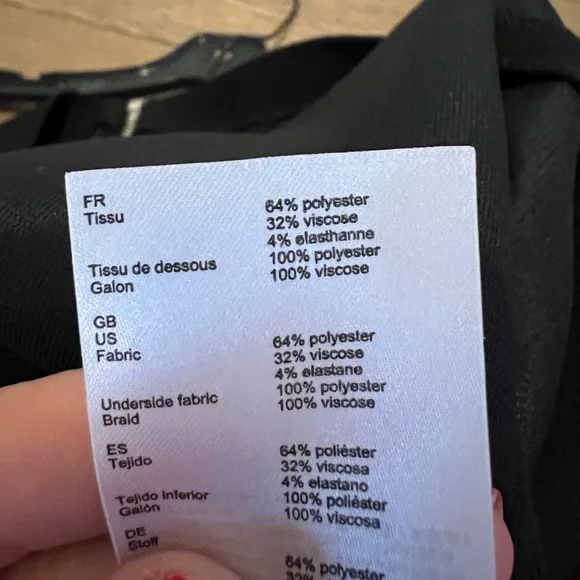 FR
Tissu 64% polyester
32% viscose
4% elasthanne
Tissu de dessous 100% polyester
Galon 100% viscose
GB
US
Fabric 64% polyester
32% viscose
4% elastane
Underside fabric 100% polyester
Braid 100% viscose
ES
Tejido 64% poliéster
32% viscosa
4% elastano
Tejido inferior 100% poliéster
Galón 100% viscosa
DE
Stoff 64% polyester
32%